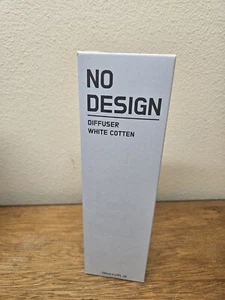 NO
DESIGN
DIFFUSER
WHITE COTTEN